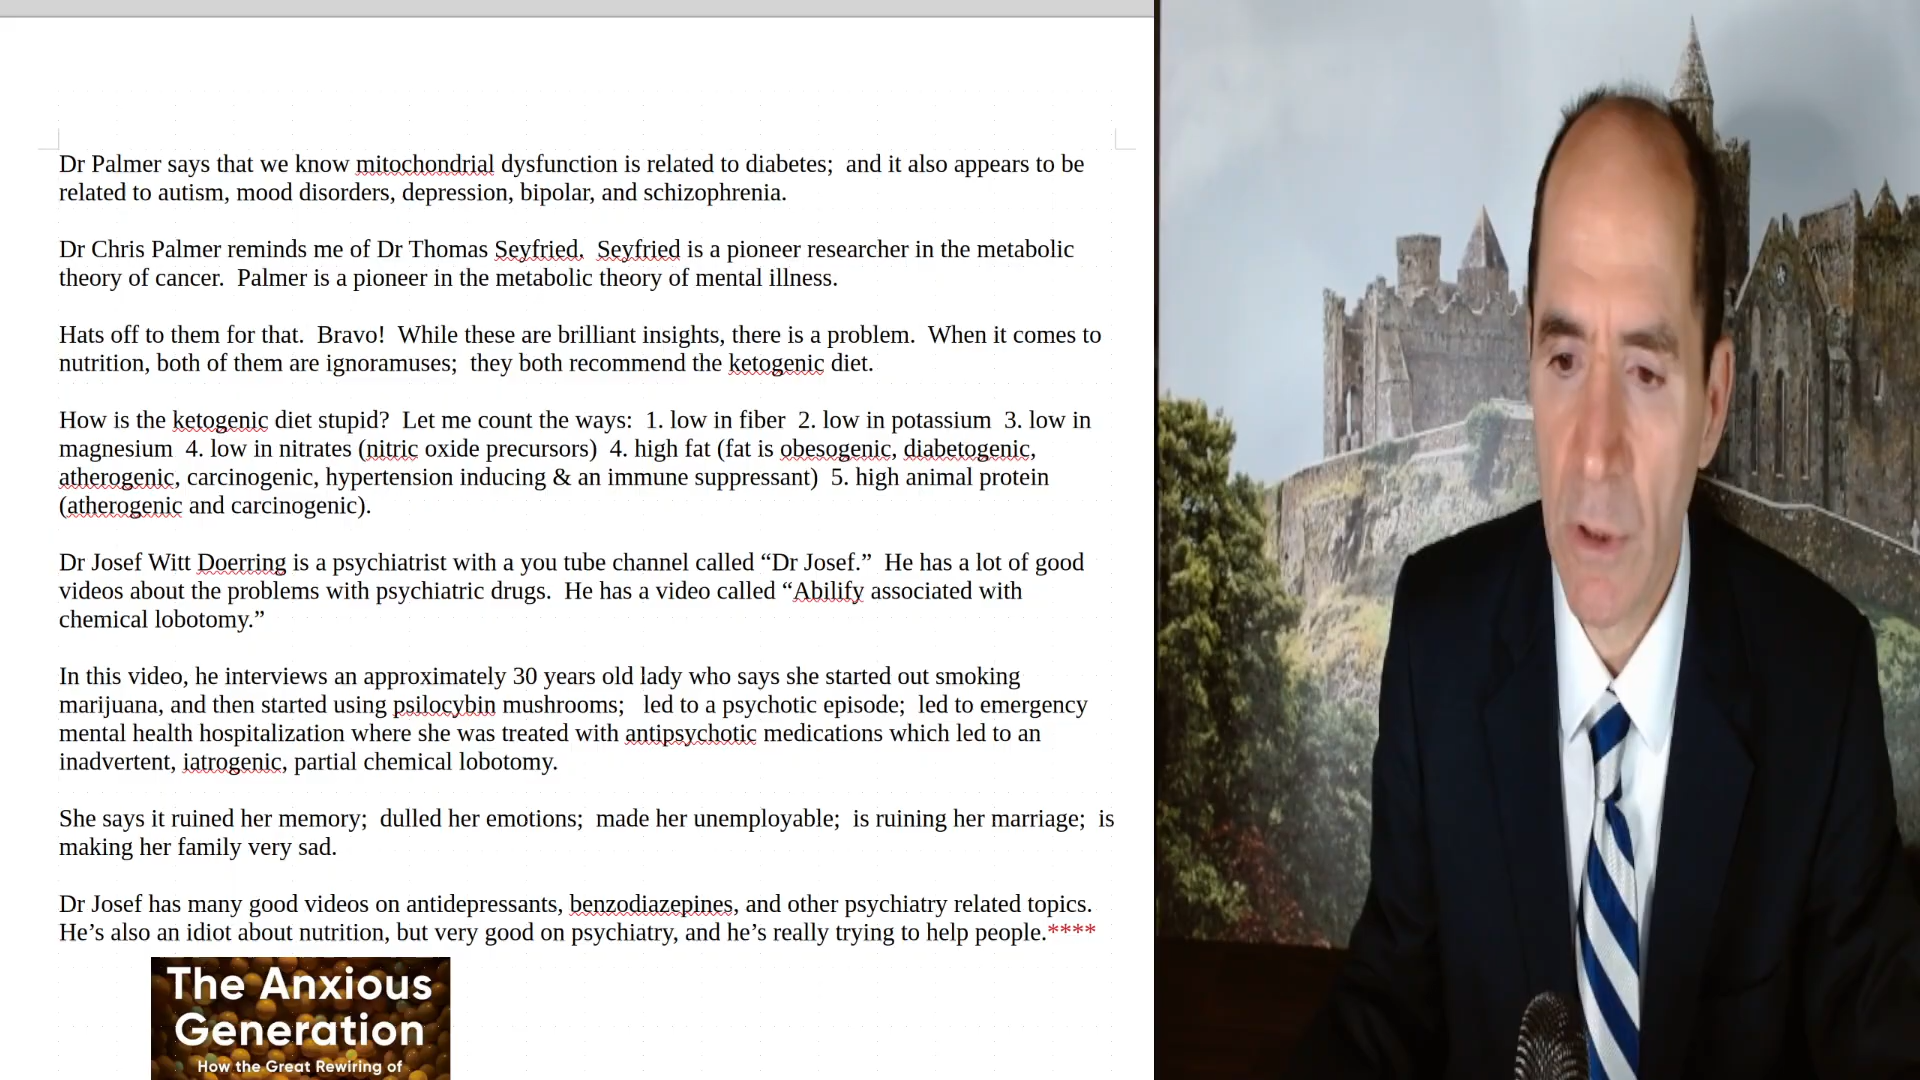 Dr Palmer says that we know mitochondrial dysfunction is related to diabetes;  and it also appears to be
related to autism, mood disorders, depression, bipolar, and schizophrenia.
Dr Chris Palmer reminds me of Dr Thomas Seyfried.  Seyfried is a pioneer researcher in the metabolic
theory of cancer.  Palmer is a pioneer in the metabolic theory of mental illness.
Hats off to them for that.  Bravo!  While these are brilliant insights, there is a problem.  When it comes to
nutrition, both of them are ignoramuses;  they both recommend the ketogenic diet.
How is the ketogenic diet stupid?  Let me count the ways:  1. low in fiber  2. low in potassium  3. low in
magnesium  4. low in nitrates (nitric oxide precursors)  4. high fat (fat is obesogenic, diabetogenic,
atherogenic, carcinogenic, hypertension inducing & an immune suppressant)  5. high animal protein
(atherogenic and carcinogenic).
Dr Josef Witt Doerring is a psychiatrist with a you tube channel called “Dr Josef.”  He has a lot of good
videos about the problems with psychiatric drugs.  He has a video called “Abilify associated with
chemical lobotomy.”
In this video, he interviews an approximately 30 years old lady who says she started out smoking
marijuana, and then started using psilocybin mushrooms;   led to a psychotic episode;  led to emergency
mental health hospitalization where she was treated with antipsychotic medications which led to an
inadvertent, iatrogenic, partial chemical lobotomy.
She says it ruined her memory;  dulled her emotions;  made her unemployable;  is ruining her marriage;  is
making her family very sad.
Dr Josef has many good videos on antidepressants, benzodiazepines, and other psychiatry related topics.
He’s also an idiot about nutrition, but very good on psychiatry, and he’s really trying to help people.****
The Anxious
Generation
How the Great Rewiring of